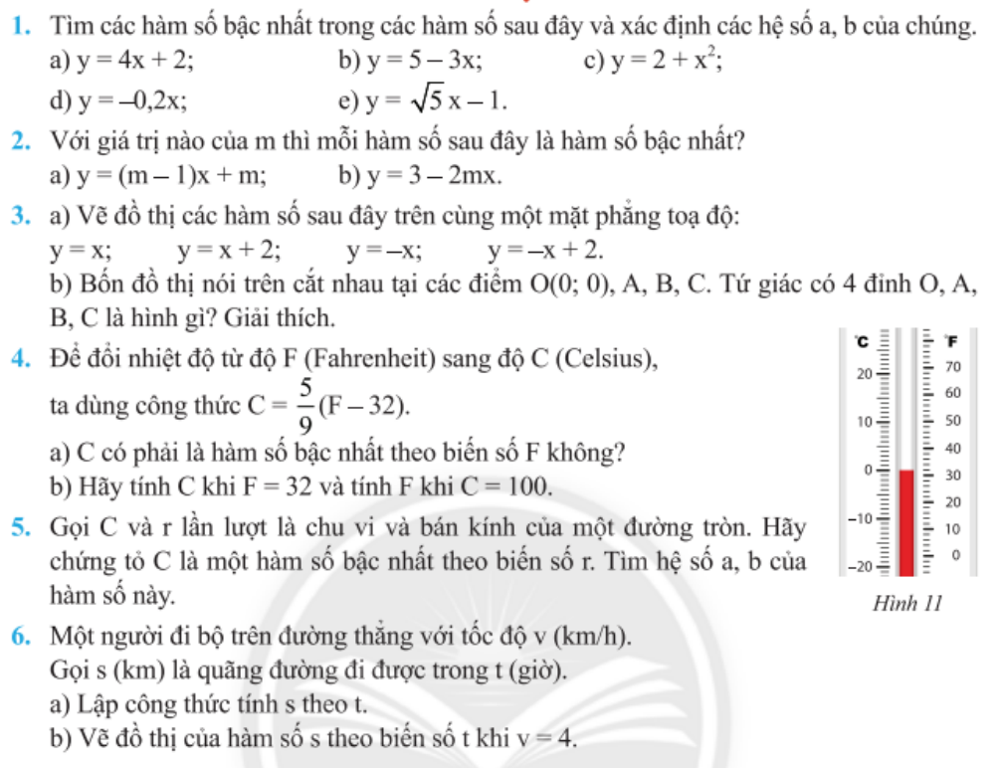 1. Tìm các hàm số bậc nhất trong các hàm số sau đây và xác định các hệ số a, b của chúng.
a) y = 4x + 2; b) y = 5 – 3x; c) y = 2 + x²;
d) y = –0,2x; e) y = √5 x – 1.
2. Với giá trị nào của m thì mỗi hàm số sau đây là hàm số bậc nhất?
a) y = (m – 1)x + m; b) y = 3 – 2mx.
3. a) Vẽ đồ thị các hàm số sau đây trên cùng một mặt phẳng toạ độ:
y = x; y = x + 2; y = –x; y = –x + 2.
b) Bốn đồ thị nói trên cắt nhau tại các điểm O(0; 0), A, B, C. Tứ giác có 4 đỉnh O, A,
B, C là hình gì? Giải thích.
4. Để đổi nhiệt độ từ độ F (Fahrenheit) sang độ C (Celsius),
ta dùng công thức C = 5/9 (F – 32).
a) C có phải là hàm số bậc nhất theo biến số F không?
b) Hãy tính C khi F = 32 và tính F khi C = 100.
°C °F
20 70
60
10 50
40
0 30
20
–10 10
0
–20
Hình 11
5. Gọi C và r lần lượt là chu vi và bán kính của một đường tròn. Hãy
chứng tỏ C là một hàm số bậc nhất theo biến số r. Tìm hệ số a, b của
hàm số này.
6. Một người đi bộ trên đường thẳng với tốc độ v (km/h).
Gọi s (km) là quãng đường đi được trong t (giờ).
a) Lập công thức tính s theo t.
b) Vẽ đồ thị của hàm số s theo biến số t khi v = 4.